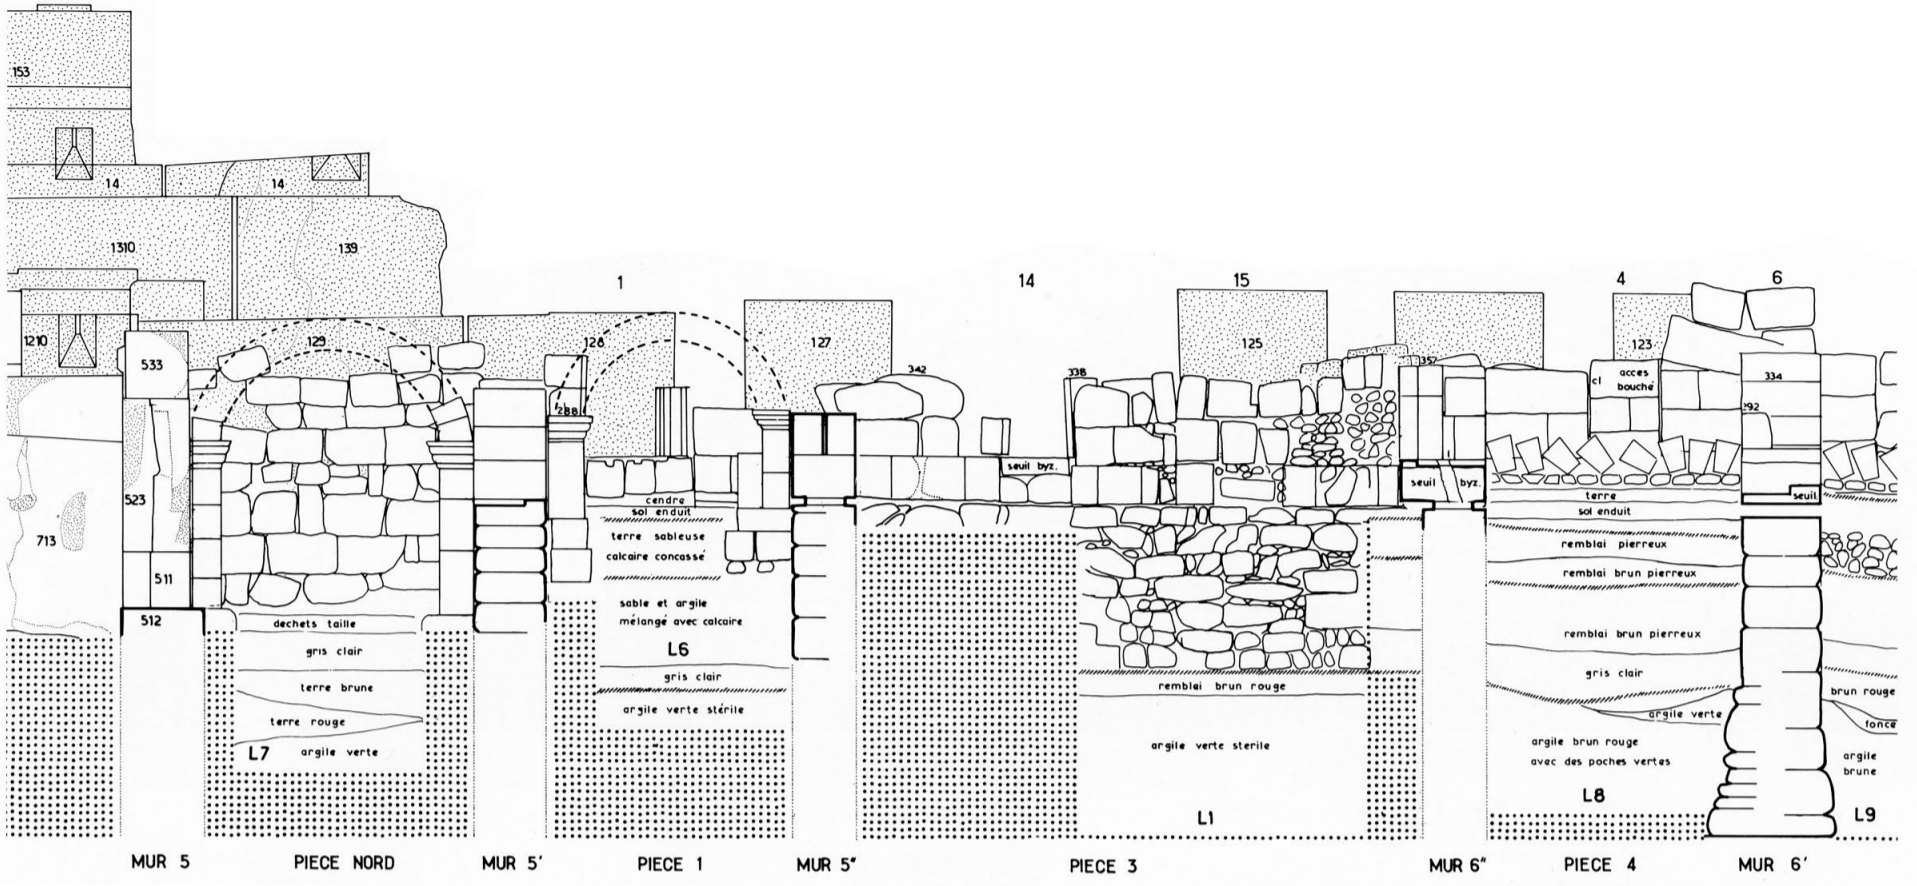 153
14
14
1310
139
1
14
15
4
6
1210
533
129
128
127
342
338
125
357
123
cl
acces
bouché
334
292
288
523
713
511
512
seuil byz.
seuil byz.
seuil
cendre
sol enduit
terre sableuse
calcaire concassé
sable et argile
mélangé avec calcaire
L6
gris clair
argile verte stérile
dechets taille
gris clair
terre brune
terre rouge
L7
argile verte
remblai brun rouge
argile verte sterile
L1
terre
sol enduit
remblai pierreux
remblai brun pierreux
remblai brun pierreux
gris clair
argile verte
argile brun rouge
avec des poches vertes
L8
brun rouge
fonce
argile
brune
L9
MUR 5
PIECE NORD
MUR 5'
PIECE 1
MUR 5"
PIECE 3
MUR 6"
PIECE 4
MUR 6'